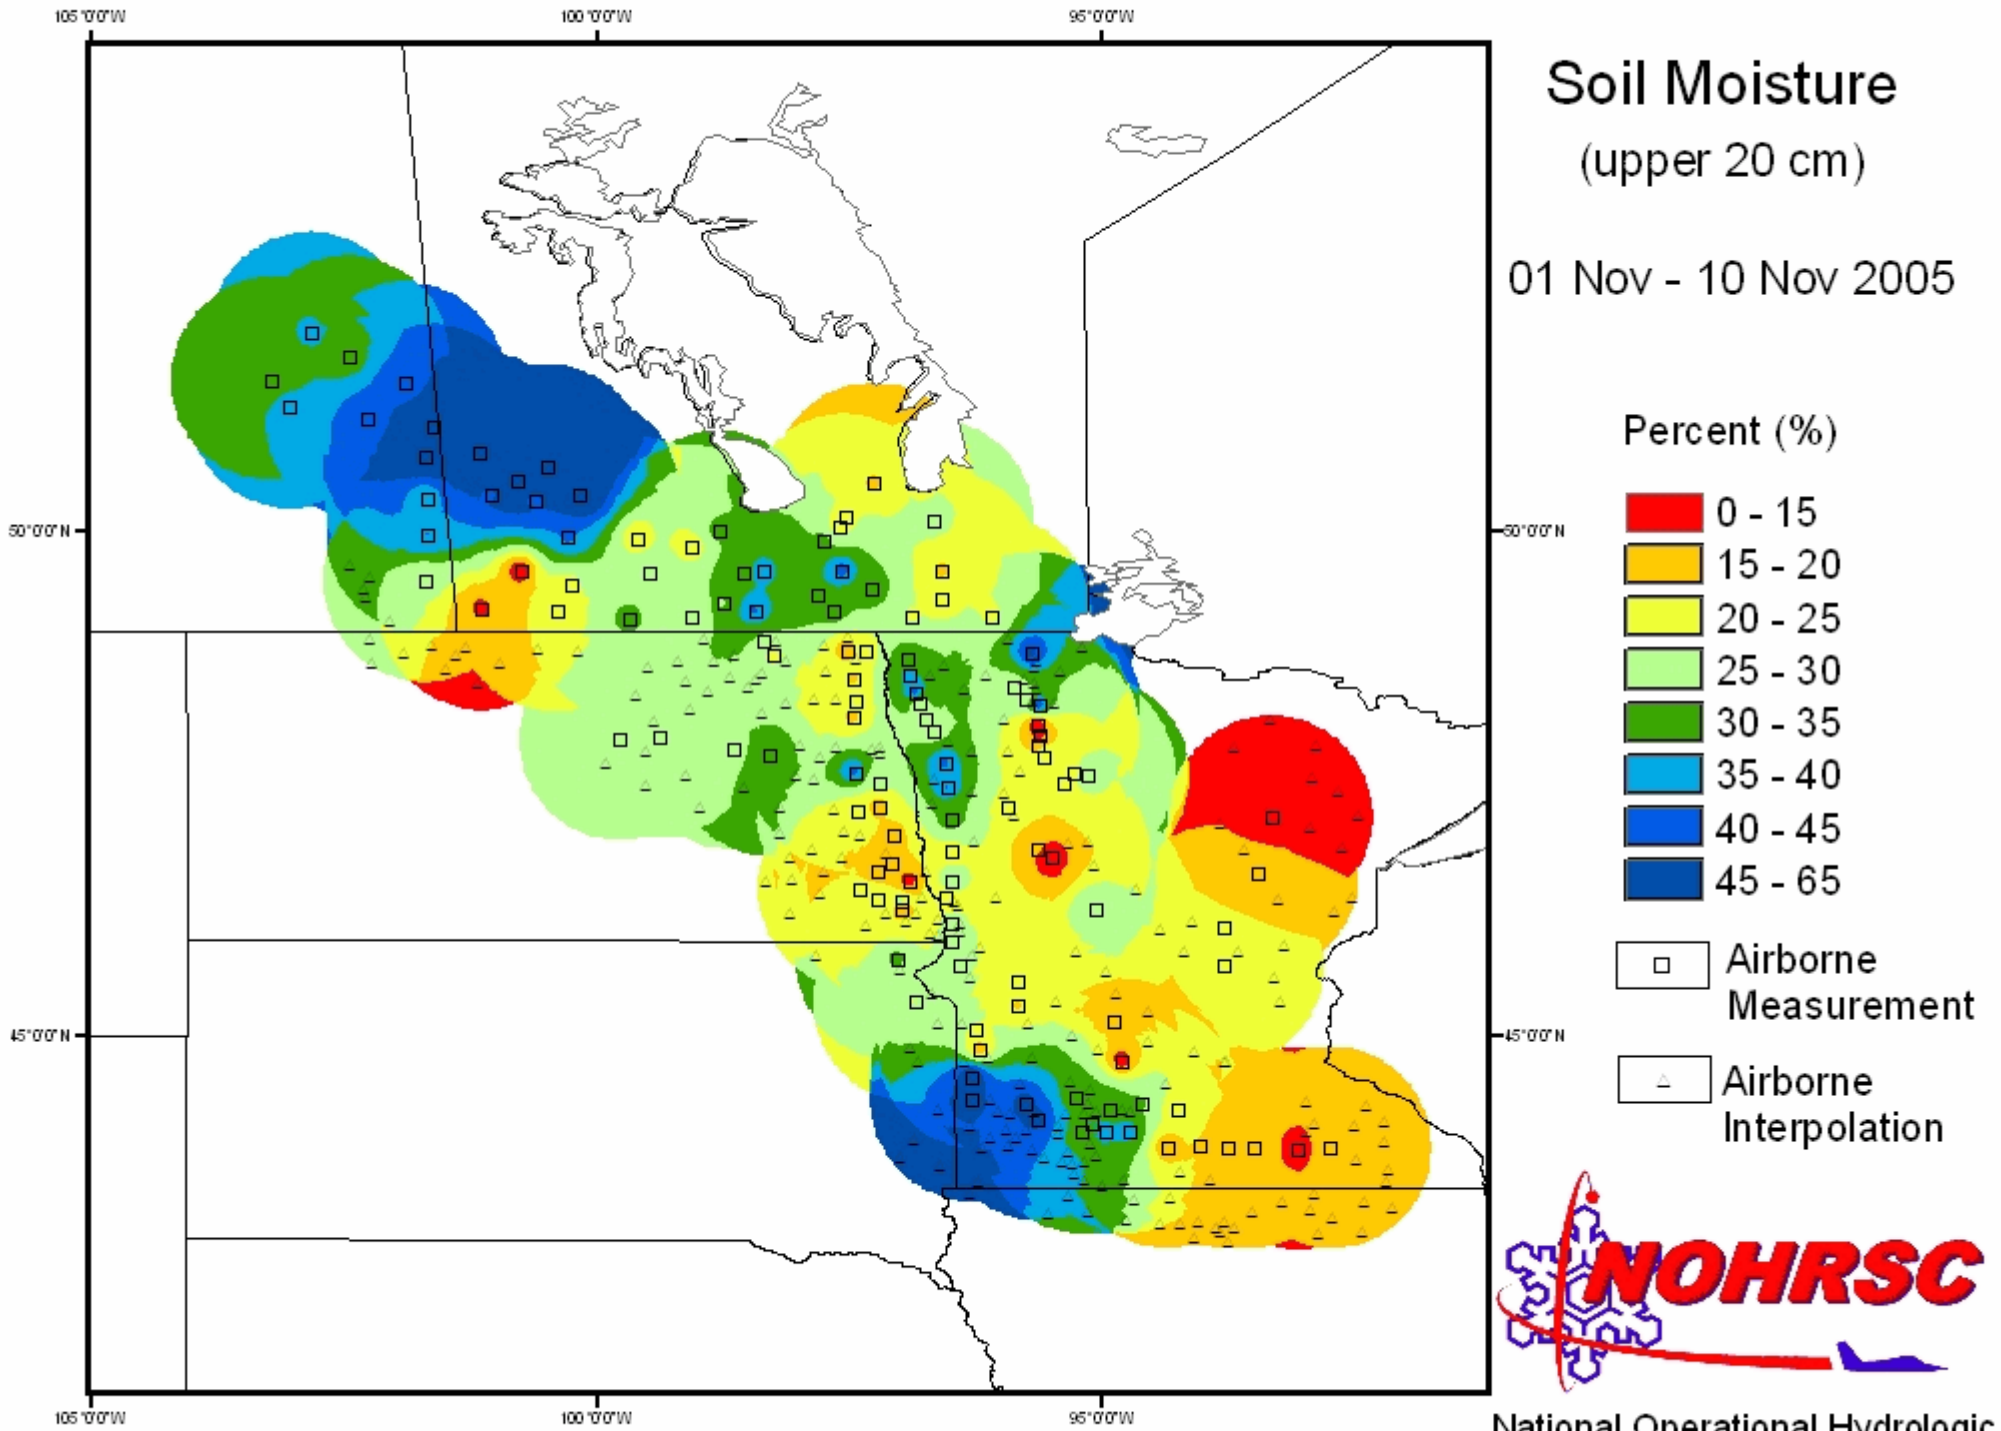 105°0'0"W 100°0'0"W 95°0'0"W
Soil Moisture
(upper 20 cm)
01 Nov - 10 Nov 2005
Percent (%)
0 - 15
50°0'0"N 50°0'0"N
15 - 20
20 - 25
25 - 30
30 - 35
35 - 40
40 - 45
45 - 65
Airborne
Measurement
45°0'0"N 45°0'0"N
Airborne
Interpolation
NOHRSC
105°0'0"W 100°0'0"W 95°0'0"W
National Operational Hydrologic